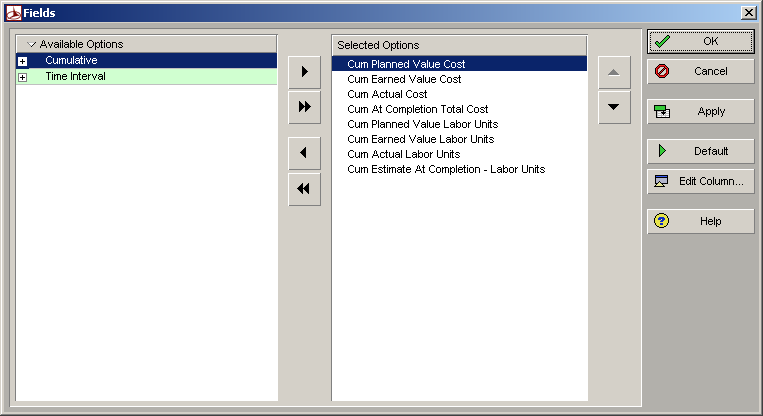 Fields
Available Options
Cumulative
Time Interval
Selected Options
Cum Planned Value Cost
Cum Earned Value Cost
Cum Actual Cost
Cum At Completion Total Cost
Cum Planned Value Labor Units
Cum Earned Value Labor Units
Cum Actual Labor Units
Cum Estimate At Completion - Labor Units
OK
Cancel
Apply
Default
Edit Column...
Help